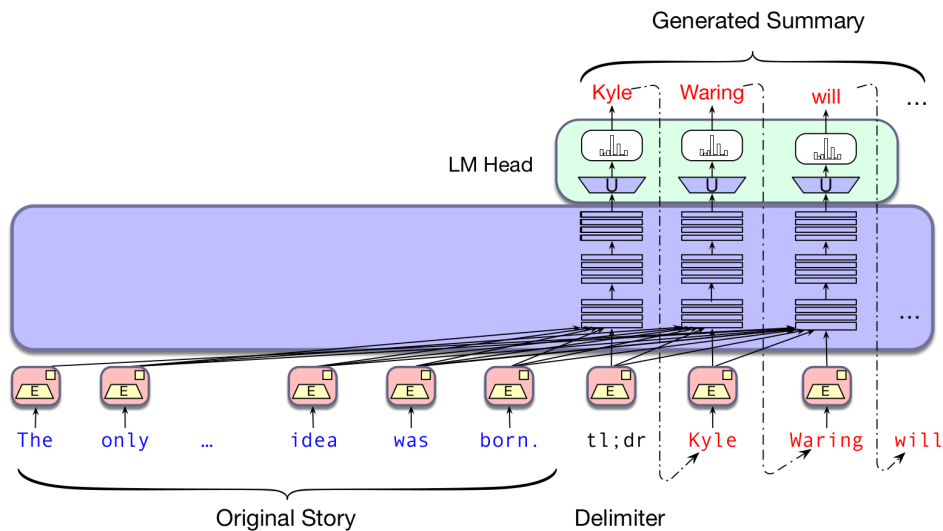 Generated Summary
Kyle Waring will ...
LM Head
U U U
...
E E E E E E E E
The only ... idea was born. tl;dr Kyle Waring will
Original Story Delimiter